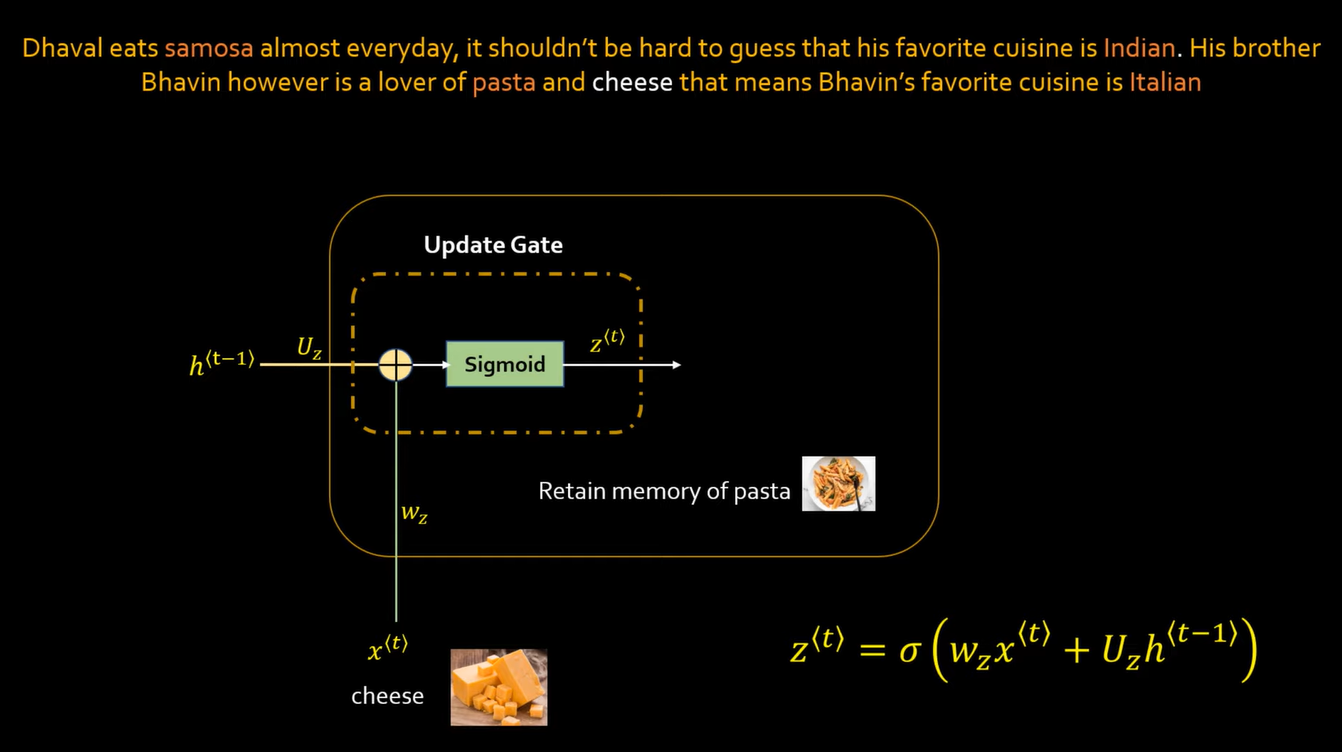 Dhaval eats samosa almost everyday, it shouldn’t be hard to guess that his favorite cuisine is Indian. His brother
Bhavin however is a lover of pasta and cheese that means Bhavin’s favorite cuisine is Italian
Update Gate
h⟨t−1⟩
U_z
Sigmoid
z⟨t⟩
Retain memory of pasta
w_z
x⟨t⟩
cheese
z⟨t⟩ = σ(w_z x⟨t⟩ + U_z h⟨t−1⟩)